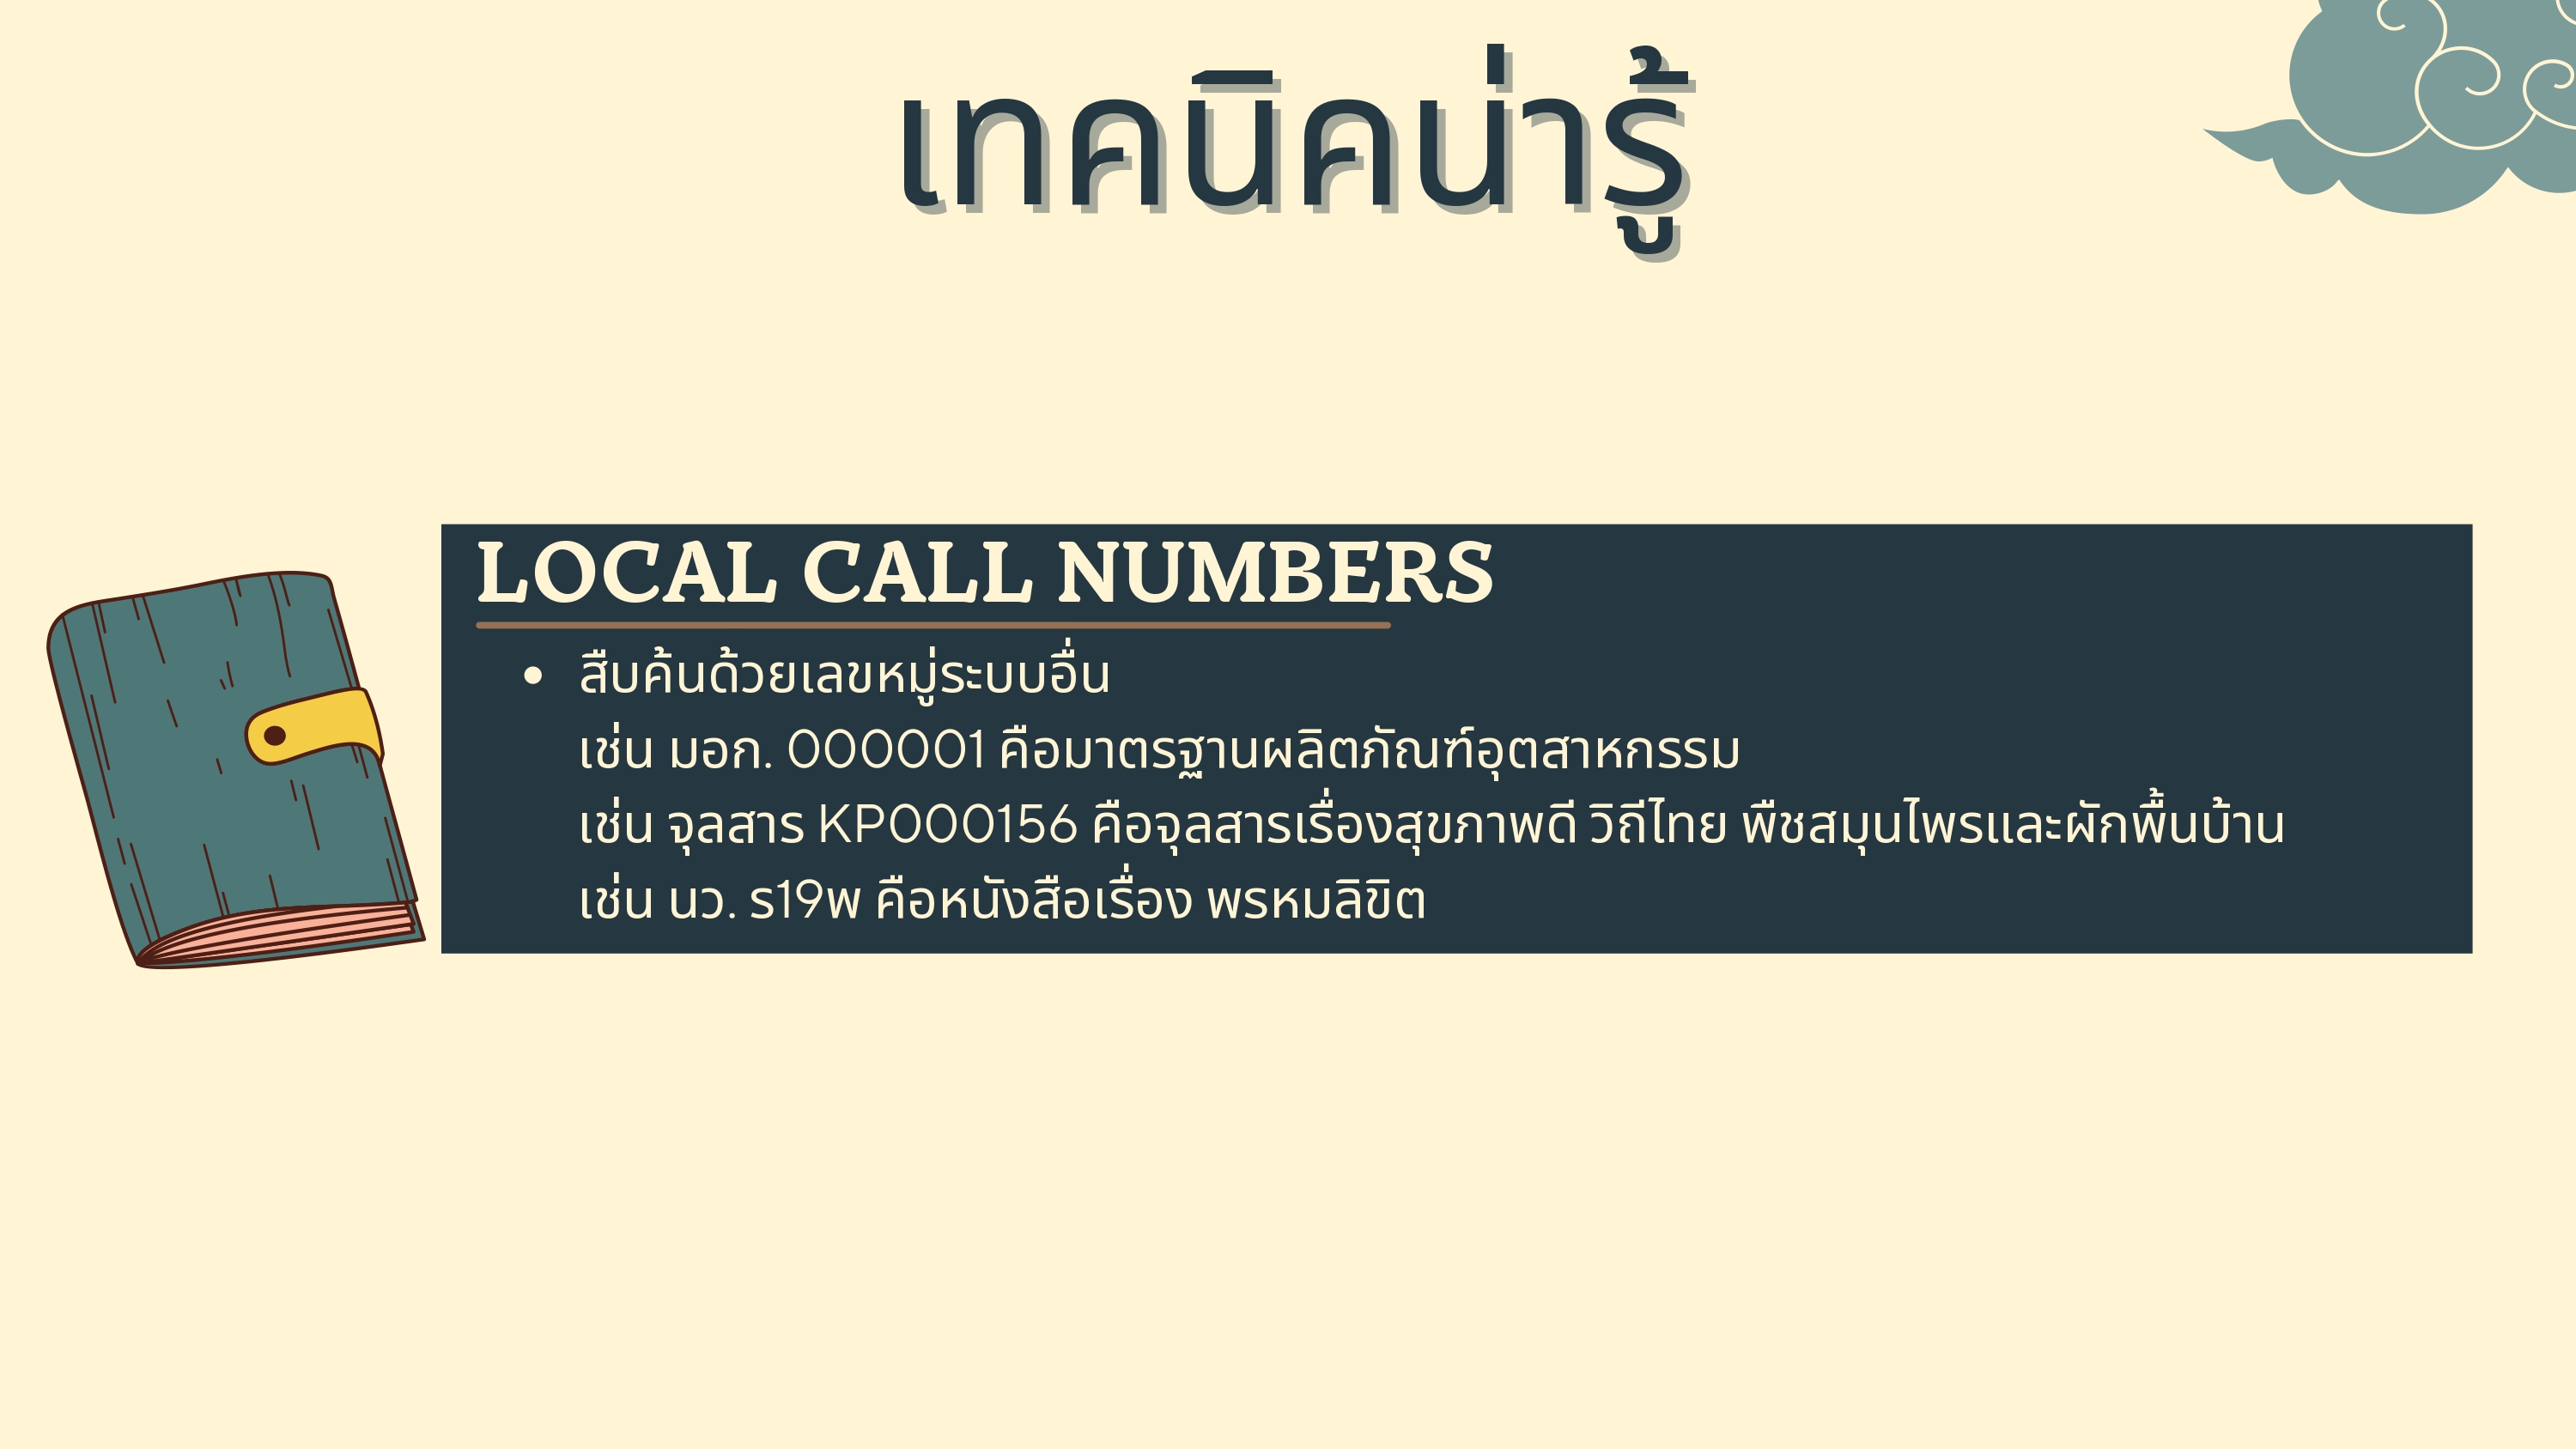 เทคนิคน่ารู้
LOCAL CALL NUMBERS
• สืบค้นด้วยเลขหมู่ระบบอื่น
เช่น มอก. 000001 คือมาตรฐานผลิตภัณฑ์อุตสาหกรรม
เช่น จุลสาร KP000156 คือจุลสารเรื่องสุขภาพดี วิถีไทย พืชสมุนไพรและผักพื้นบ้าน
เช่น นว. ร19พ คือหนังสือเรื่อง พรหมลิขิต